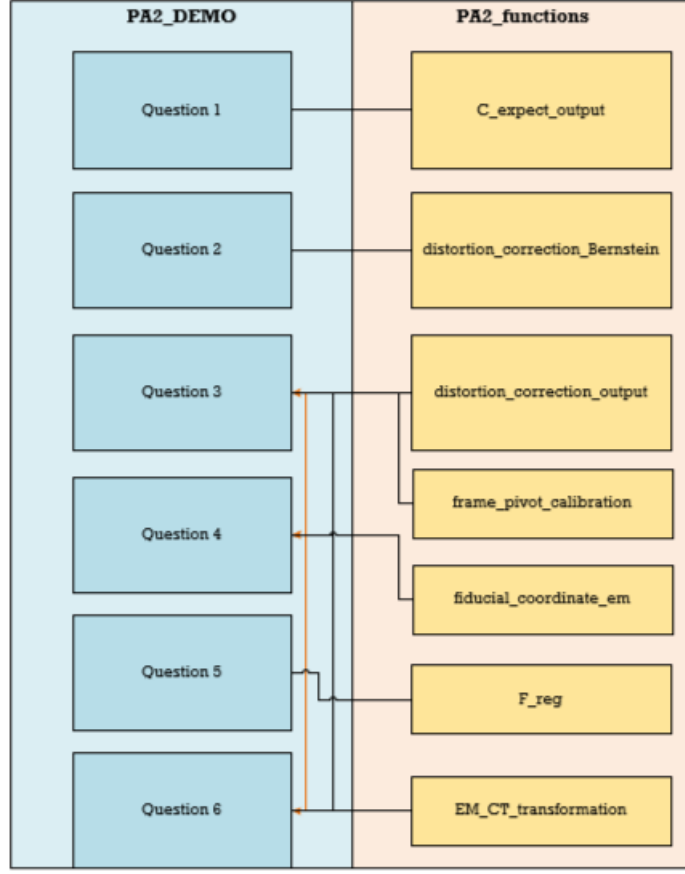 PA2_DEMO
PA2_functions
Question 1
C_expect_output
Question 2
distortion_correction_Bernstein
Question 3
distortion_correction_output
frame_pivot_calibration
Question 4
fiducial_coordinate_em
Question 5
F_reg
Question 6
EM_CT_transformation